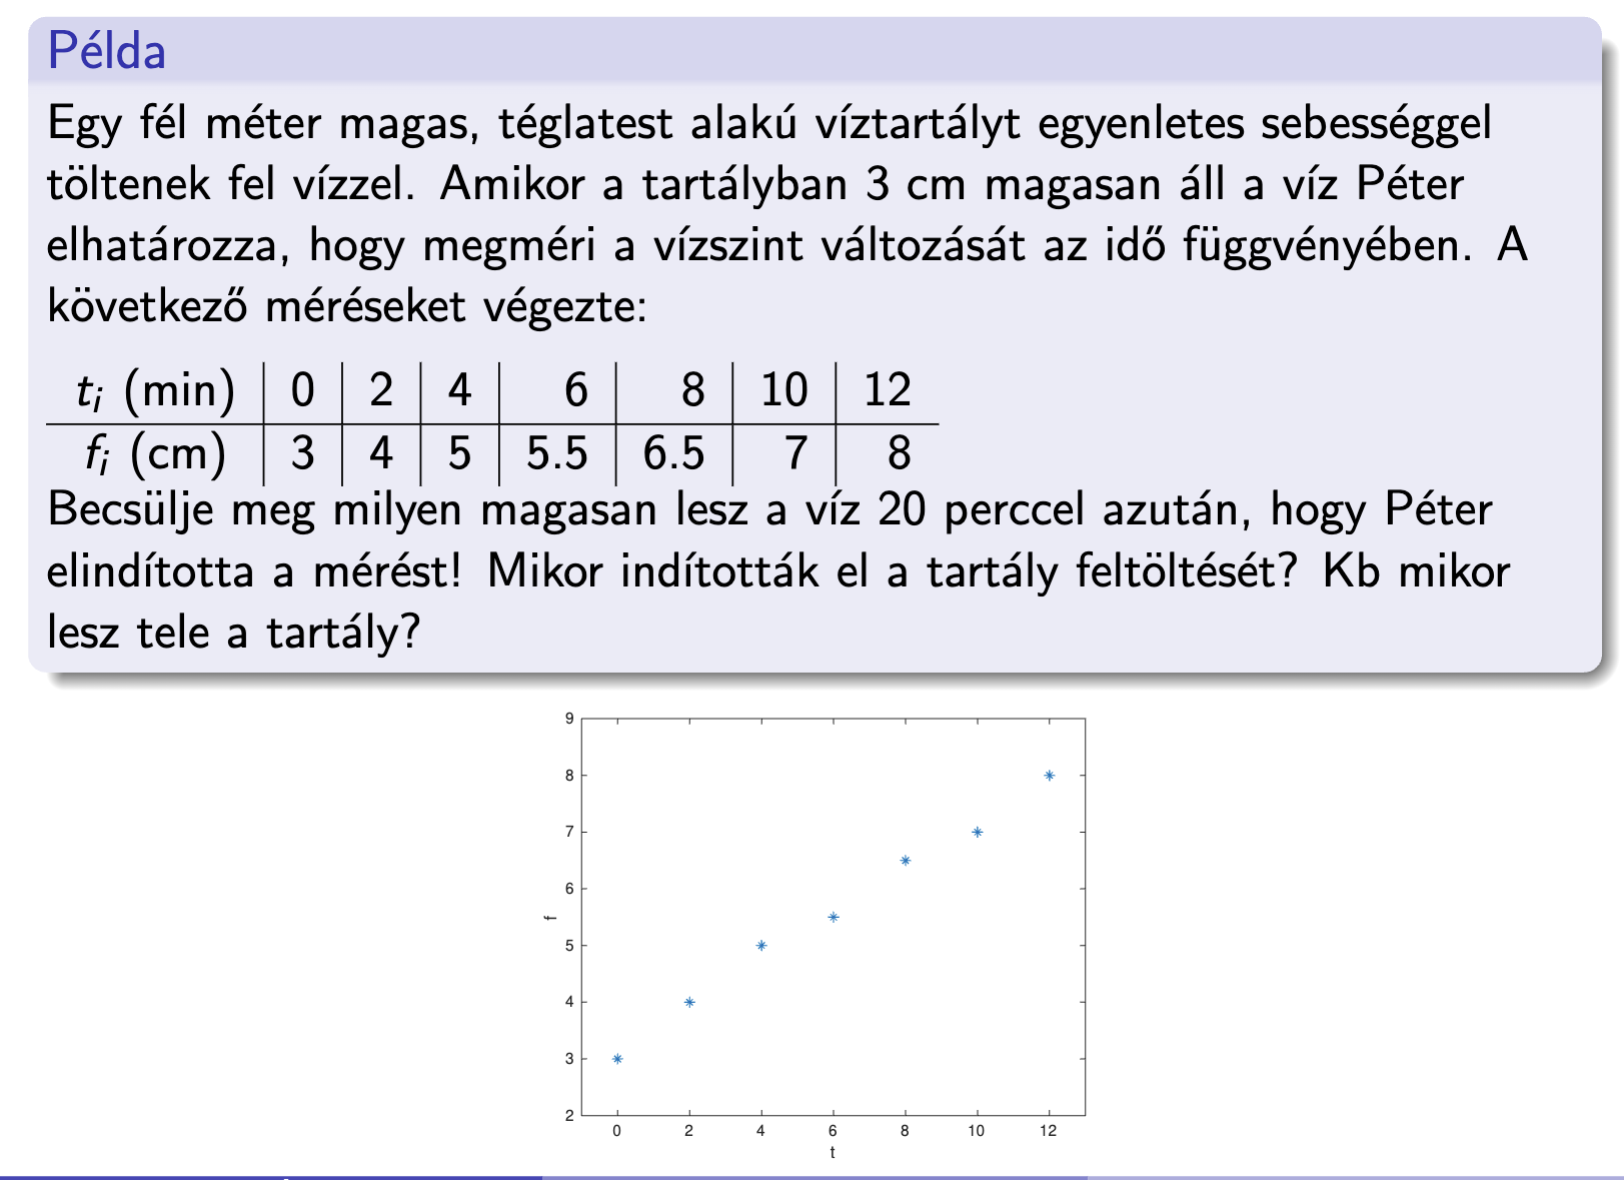 Példa
Egy fél méter magas, téglatest alakú víztartályt egyenletes sebességgel
töltenek fel vízzel. Amikor a tartályban 3 cm magasan áll a víz Péter
elhatározza, hogy megméri a vízszint változását az idő függvényében. A
következő méréseket végezte:
tᵢ (min) 0 2 4 6 8 10 12
fᵢ (cm) 3 4 5 5.5 6.5 7 8
Becsülje meg milyen magasan lesz a víz 20 perccel azután, hogy Péter
elindította a mérést! Mikor indították el a tartály feltöltését? Kb mikor
lesz tele a tartály?
9
8
7
6
f
5
4
3
2
0 2 4 6 8 10 12
t